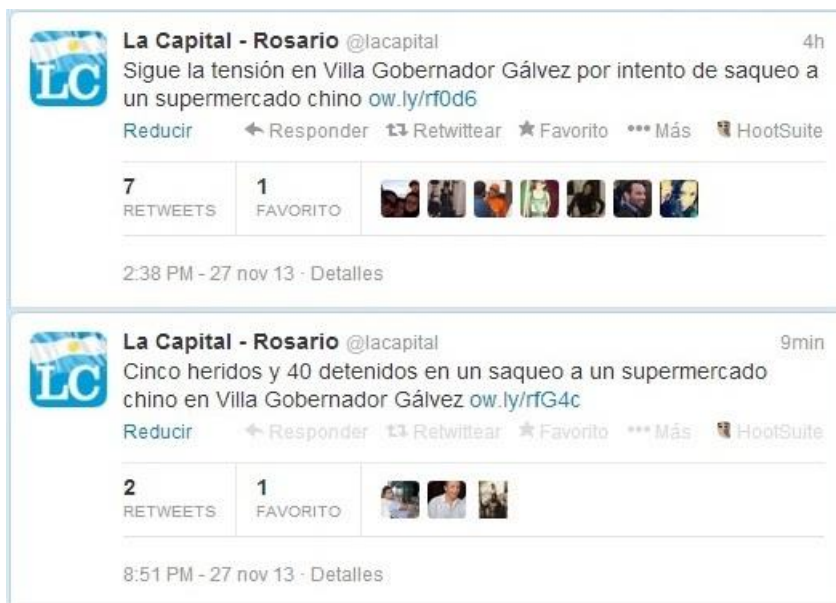 La Capital - Rosario @lacapital 4h
Sigue la tensión en Villa Gobernador Gálvez por intento de saqueo a
un supermercado chino ow.ly/rf0d6
Reducir Responder Retwittear Favorito Más HootSuite
7 1
RETWEETS FAVORITO
2:38 PM - 27 nov 13 · Detalles
LC
La Capital - Rosario @lacapital 9min
Cinco heridos y 40 detenidos en un saqueo a un supermercado
chino en Villa Gobernador Gálvez ow.ly/rfG4c
Reducir Responder Retwittear Favorito Más HootSuite
2 1
RETWEETS FAVORITO
8:51 PM - 27 nov 13 · Detalles
LC